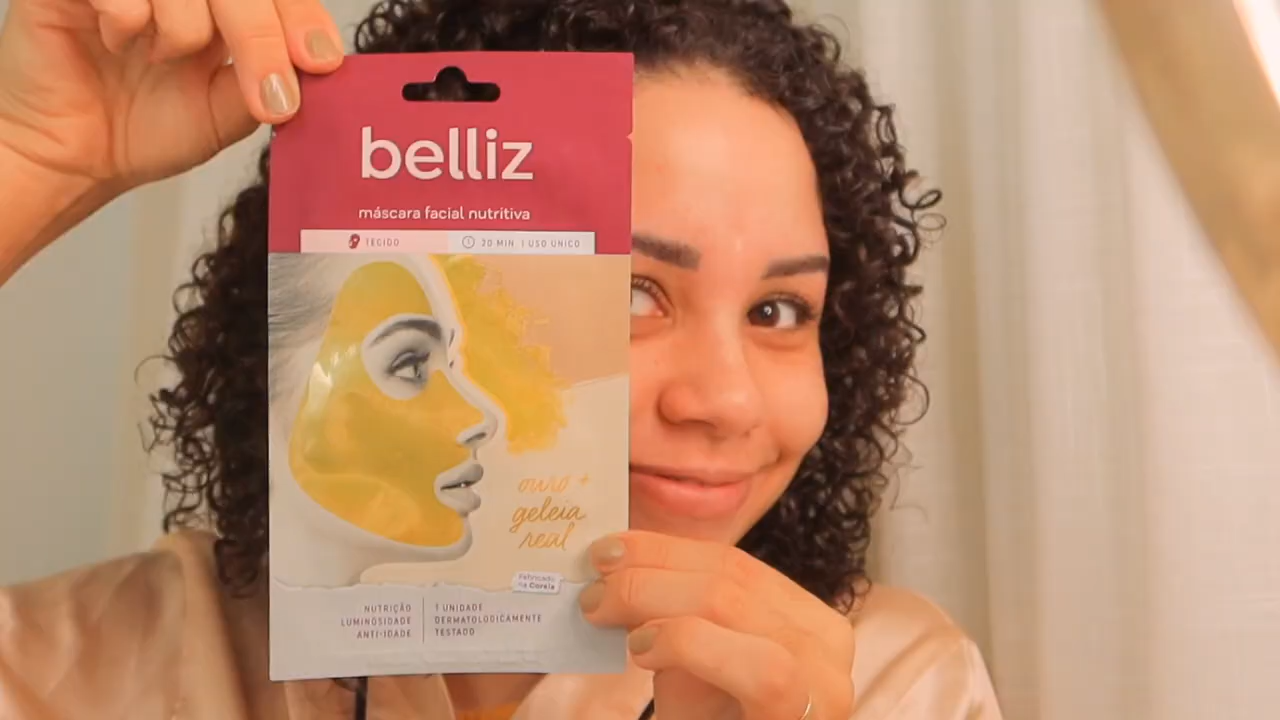 belliz
máscara facial nutritiva
TECIDO
20 MIN. | USO ÚNICO
ouro +
geleia
real
Fabricado
na Coreia
NUTRIÇÃO
LUMINOSIDADE
ANTI-IDADE
1 UNIDADE
DERMATOLOGICAMENTE
TESTADO